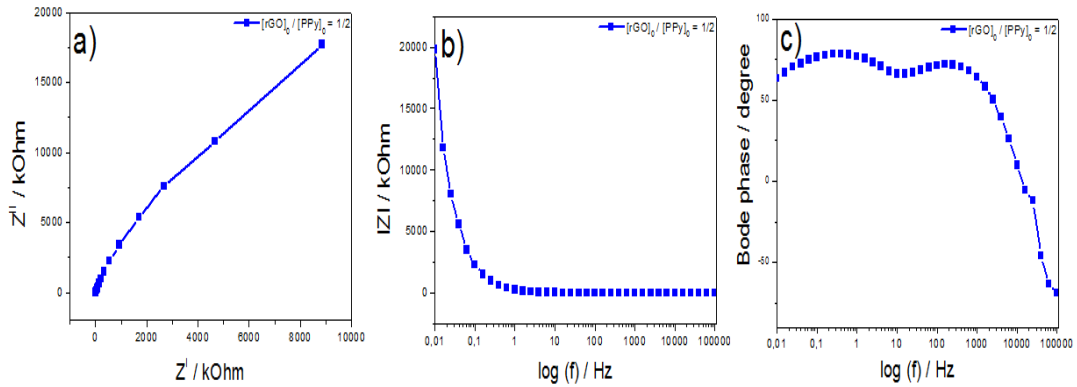 a)
[rGO]₀ / [PPy]₀ = 1/2
20000
15000
10000
5000
0
Z^II / kOhm
0 2000 4000 6000 8000 10000
Z^I / kOhm
b)
[rGO]₀ / [PPy]₀ = 1/2
20000
15000
10000
5000
0
IZI / kOhm
0,01 0,1 1 10 100 1000 10000 100000
log (f) / Hz
c)
[rGO]₀ / [PPy]₀ = 1/2
100
50
0
-50
Bode phase / degree
0,01 0,1 1 10 100 1000 10000 100000
log (f) / Hz